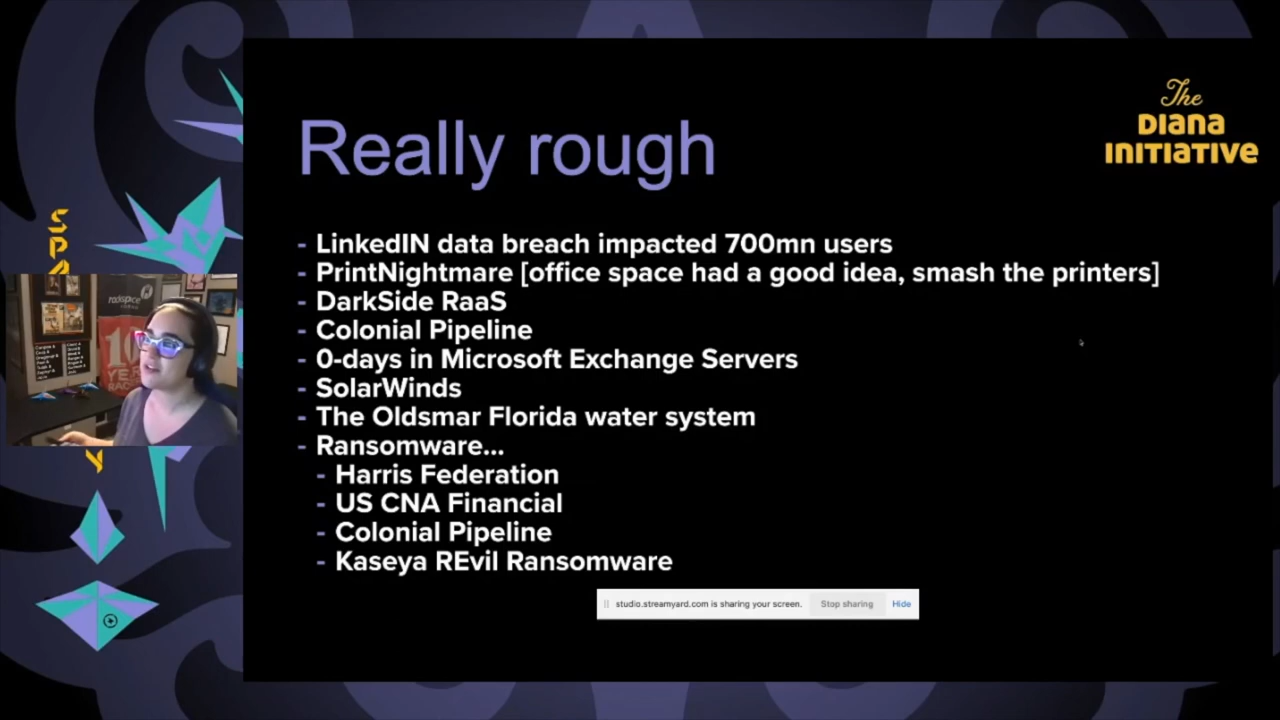 The
DIANA
INITIATIVE
Really rough
- LinkedIN data breach impacted 700mn users
- PrintNightmare [office space had a good idea, smash the printers]
- DarkSide RaaS
- Colonial Pipeline
- 0-days in Microsoft Exchange Servers
- SolarWinds
- The Oldsmar Florida water system
- Ransomware...
- Harris Federation
- US CNA Financial
- Colonial Pipeline
- Kaseya REvil Ransomware
studio.streamyard.com is sharing your screen. Stop sharing Hide
SPA
Y
rackspace
10